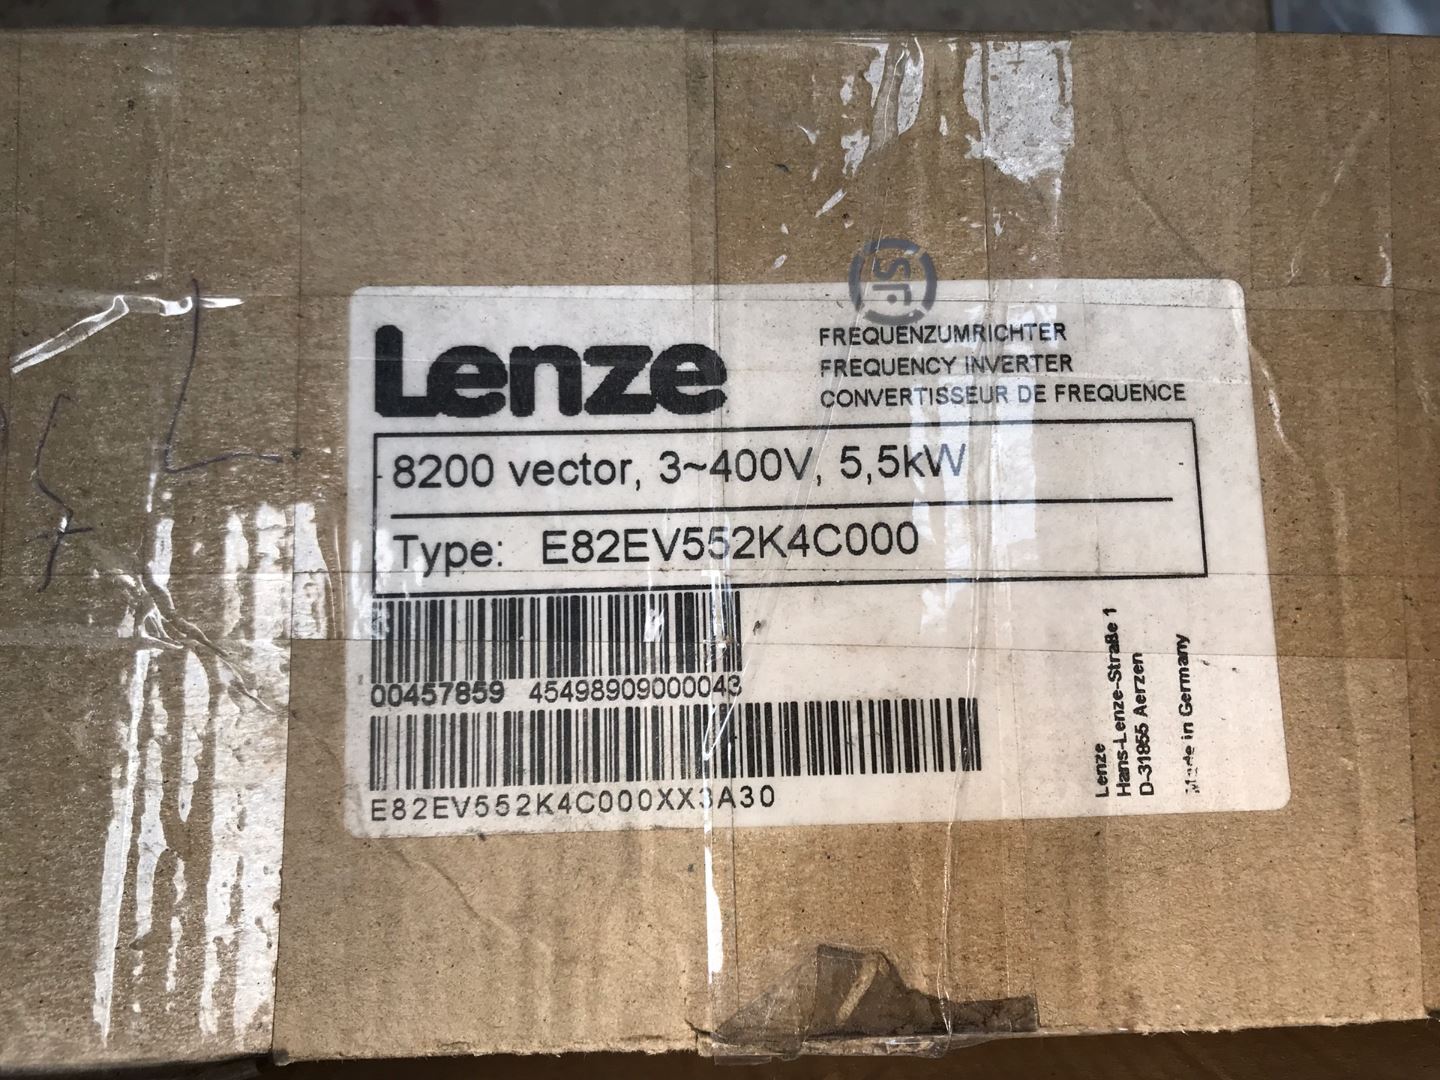 Lenze
FREQUENZUMRICHTER
FREQUENCY INVERTER
CONVERTISSEUR DE FREQUENCE
8200 vector, 3~400V, 5,5kW
Type: E82EV552K4C000
00457859 45498909000043
E82EV552K4C000XX3A30
Lenze
Hans-Lenze-Straße 1
D-31855 Aerzen
Made in Germany